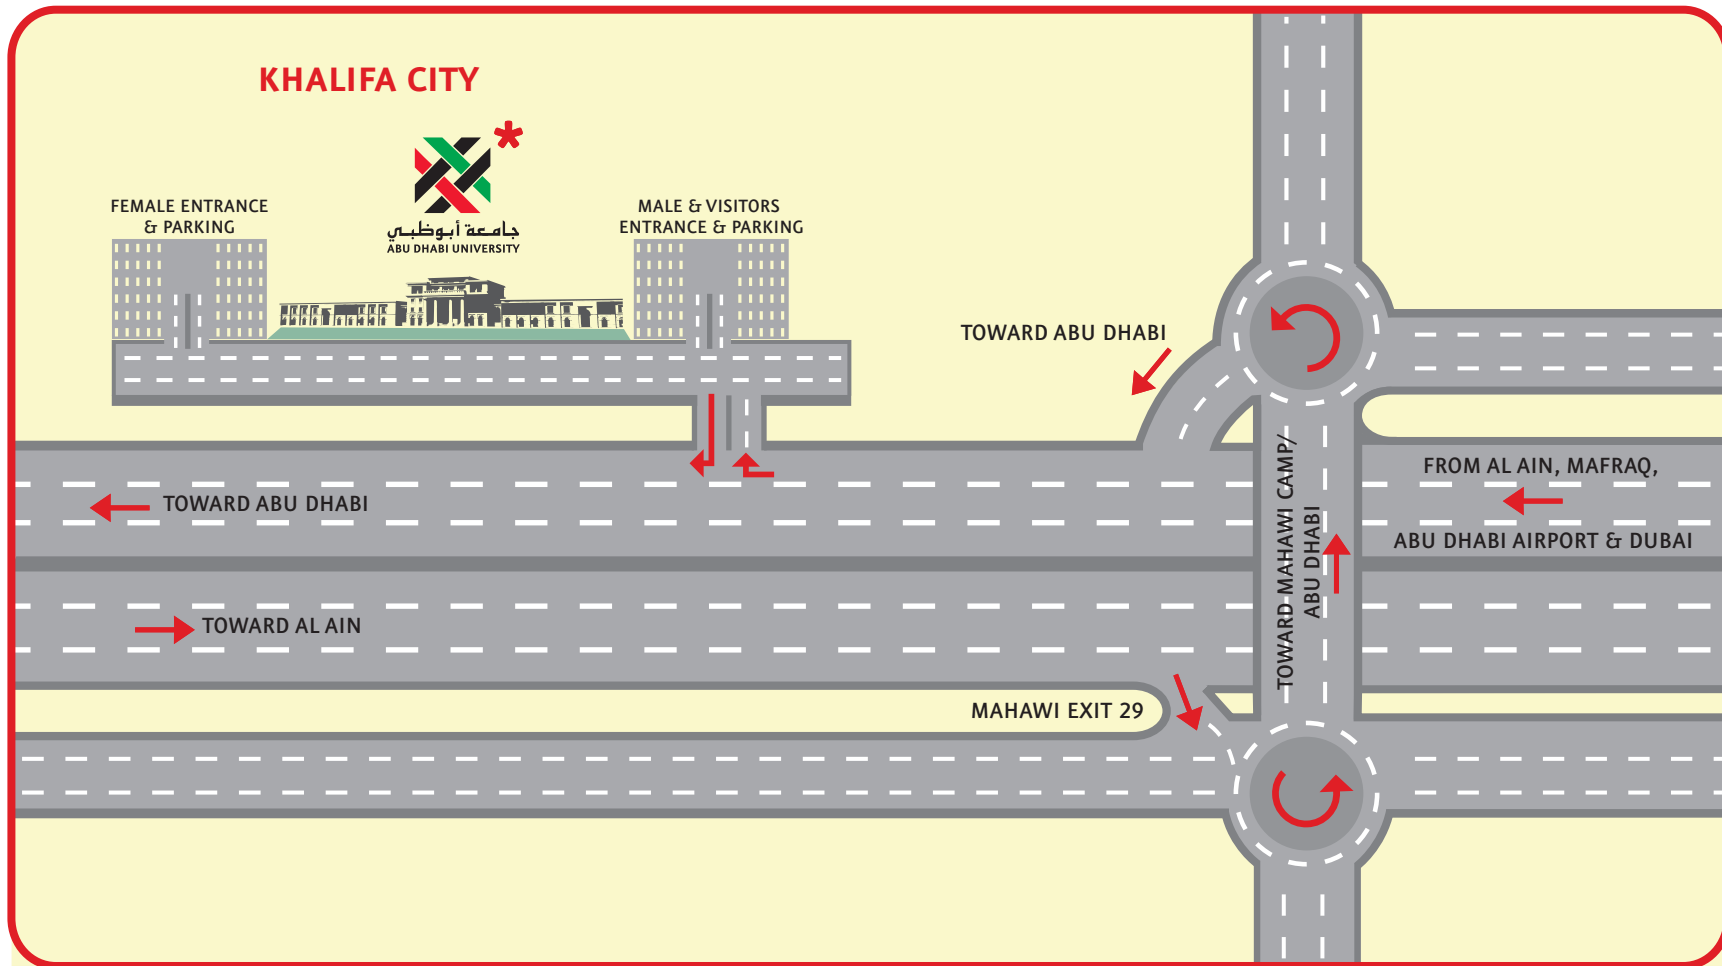 KHALIFA CITY
FEMALE ENTRANCE
& PARKING
جامعة أبوظبي
ABU DHABI UNIVERSITY
MALE & VISITORS
ENTRANCE & PARKING
TOWARD ABU DHABI
FROM AL AIN, MAFRAQ,
ABU DHABI AIRPORT & DUBAI
TOWARD ABU DHABI
TOWARD MAHAWI CAMP/
ABU DHABI
TOWARD AL AIN
MAHAWI EXIT 29